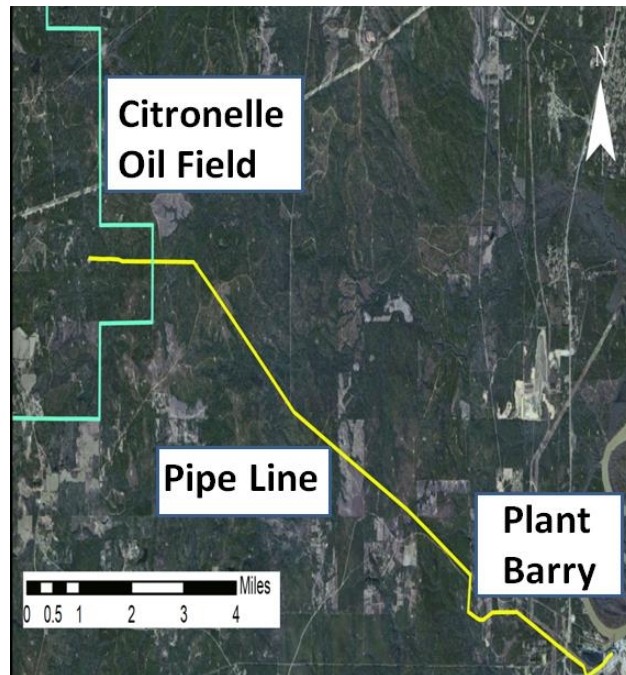 Citronelle
Oil Field
N
Pipe Line
Plant
Barry
Miles
0 0.5 1 2 3 4